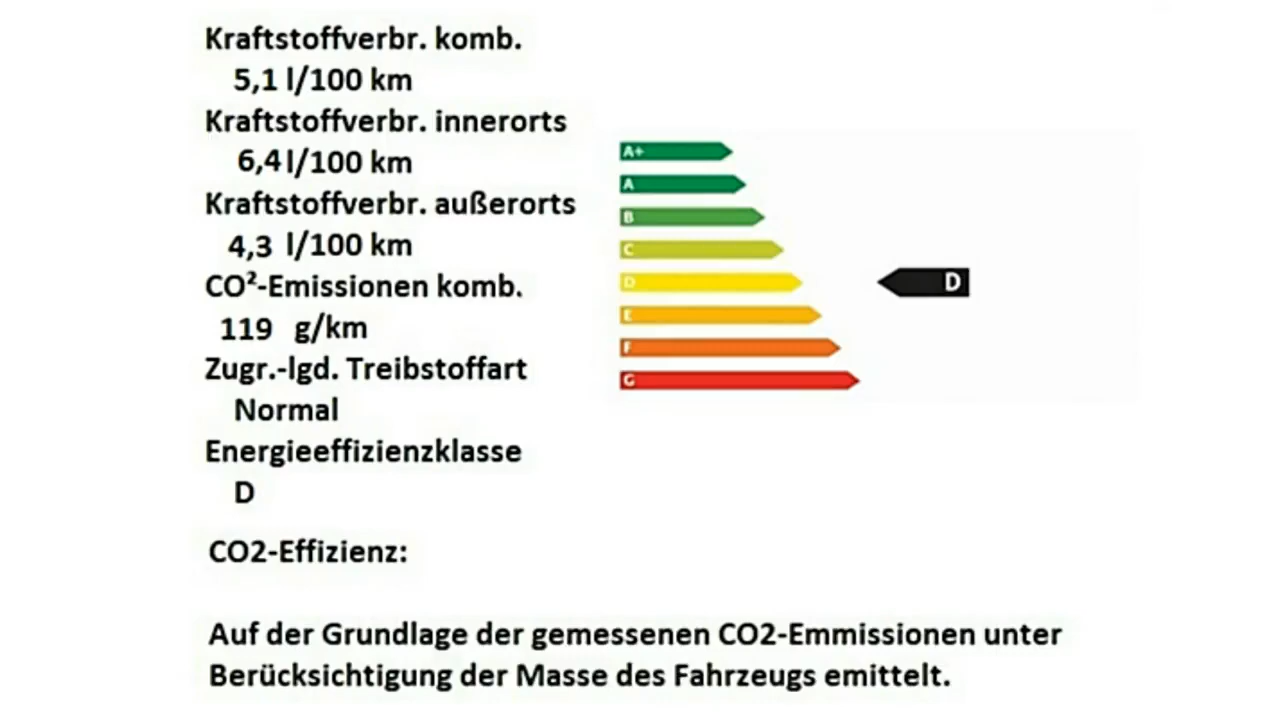 Kraftstoffverbr. komb.
5,1 l/100 km
Kraftstoffverbr. innerorts
6,4 l/100 km
Kraftstoffverbr. außerorts
4,3 l/100 km
CO²-Emissionen komb.
119 g/km
Zugr.-lgd. Treibstoffart
Normal
Energieeffizienzklasse
D
A+
A
B
C
D
D
E
F
G
CO2-Effizienz:
Auf der Grundlage der gemessenen CO2-Emmissionen unter
Berücksichtigung der Masse des Fahrzeugs emittelt.